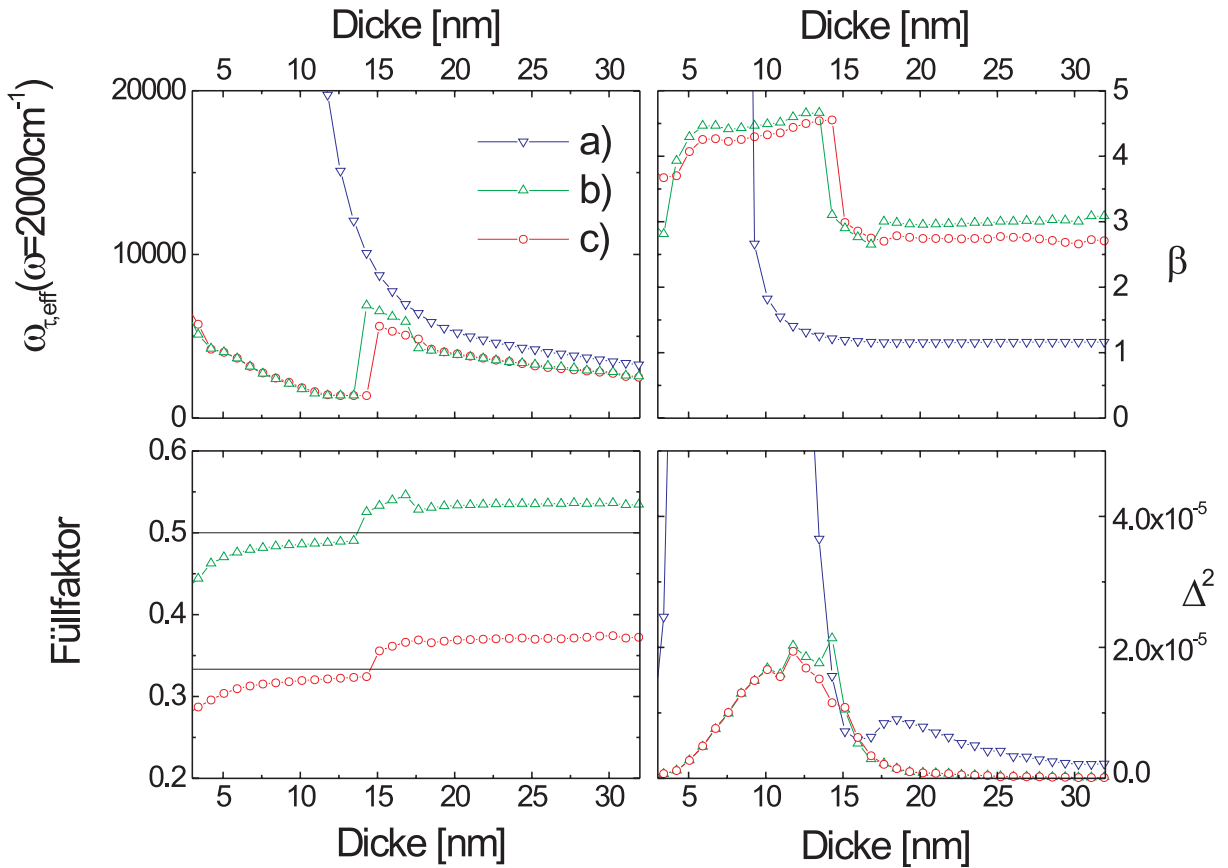 Dicke [nm] Dicke [nm]
5 10 15 20 25 30 5 10 15 20 25 30
20000
10000
0
ωτ,eff(ω=2000cm-1)
a)
b)
c)
5
4
3
2
1
0
β
0.6
0.5
0.4
0.3
0.2
Füllfaktor
4.0x10-5
2.0x10-5
0.0
Δ2
5 10 15 20 25 30 5 10 15 20 25 30
Dicke [nm] Dicke [nm]